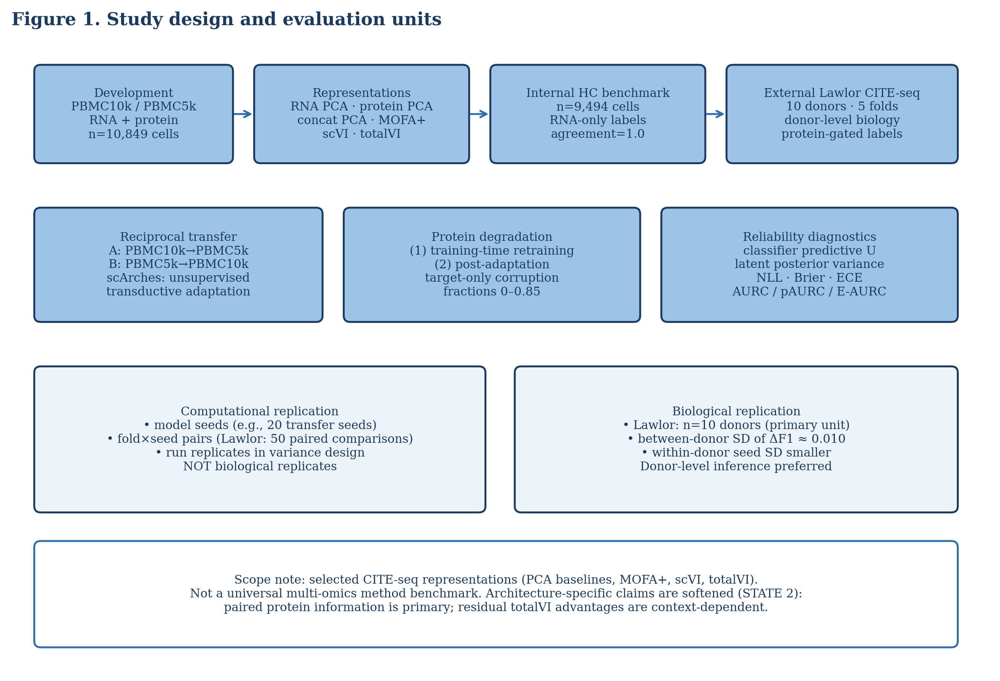 Figure 1. Study design and evaluation units
Development
PBMC10k / PBMC5k
RNA + protein
n=10,849 cells
Representations
RNA PCA · protein PCA
concat PCA · MOFA+
scVI · totalVI
Internal HC benchmark
n=9,494 cells
RNA-only labels
agreement=1.0
External Lawlor CITE-seq
10 donors · 5 folds
donor-level biology
protein-gated labels
Reciprocal transfer
A: PBMC10k→PBMC5k
B: PBMC5k→PBMC10k
scArches: unsupervised
transductive adaptation
Protein degradation
(1) training-time retraining
(2) post-adaptation
target-only corruption
fractions 0–0.85
Reliability diagnostics
classifier predictive U
latent posterior variance
NLL · Brier · ECE
AURC / pAURC / E-AURC
Computational replication
• model seeds (e.g., 20 transfer seeds)
• fold×seed pairs (Lawlor: 50 paired comparisons)
• run replicates in variance design
NOT biological replicates
Biological replication
• Lawlor: n=10 donors (primary unit)
• between-donor SD of ΔF1 ≈ 0.010
• within-donor seed SD smaller
Donor-level inference preferred
Scope note: selected CITE-seq representations (PCA baselines, MOFA+, scVI, totalVI).
Not a universal multi-omics method benchmark. Architecture-specific claims are softened (STATE 2):
paired protein information is primary; residual totalVI advantages are context-dependent.